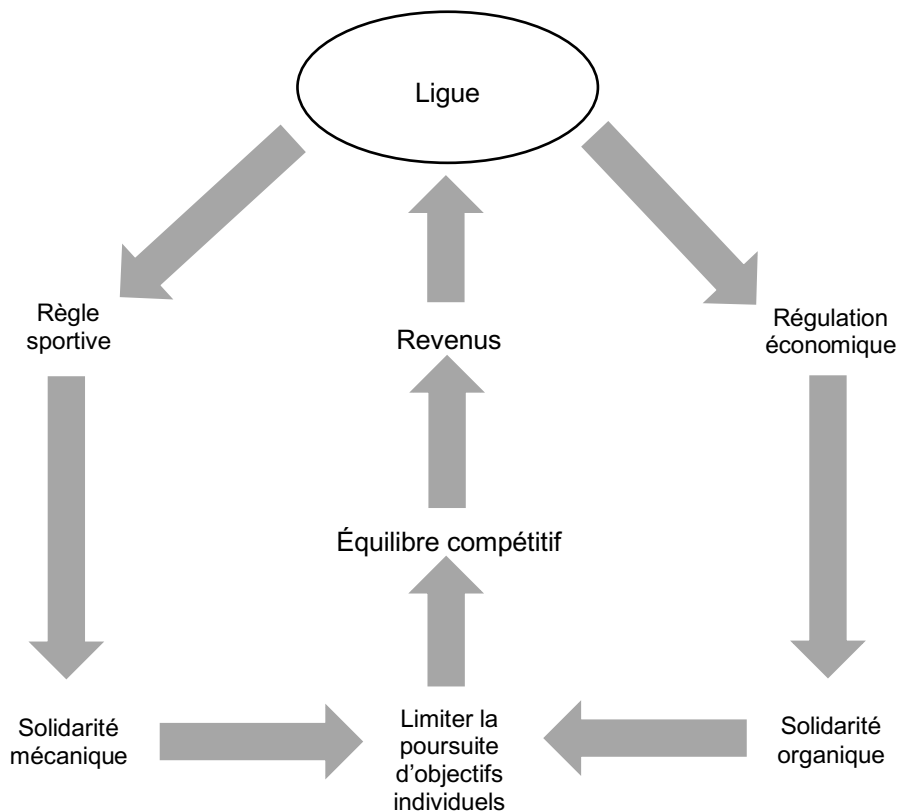 Ligue
Règle
sportive
Revenus
Régulation
économique
Équilibre compétitif
Solidarité
mécanique
Limiter la
poursuite
d’objectifs
individuels
Solidarité
organique